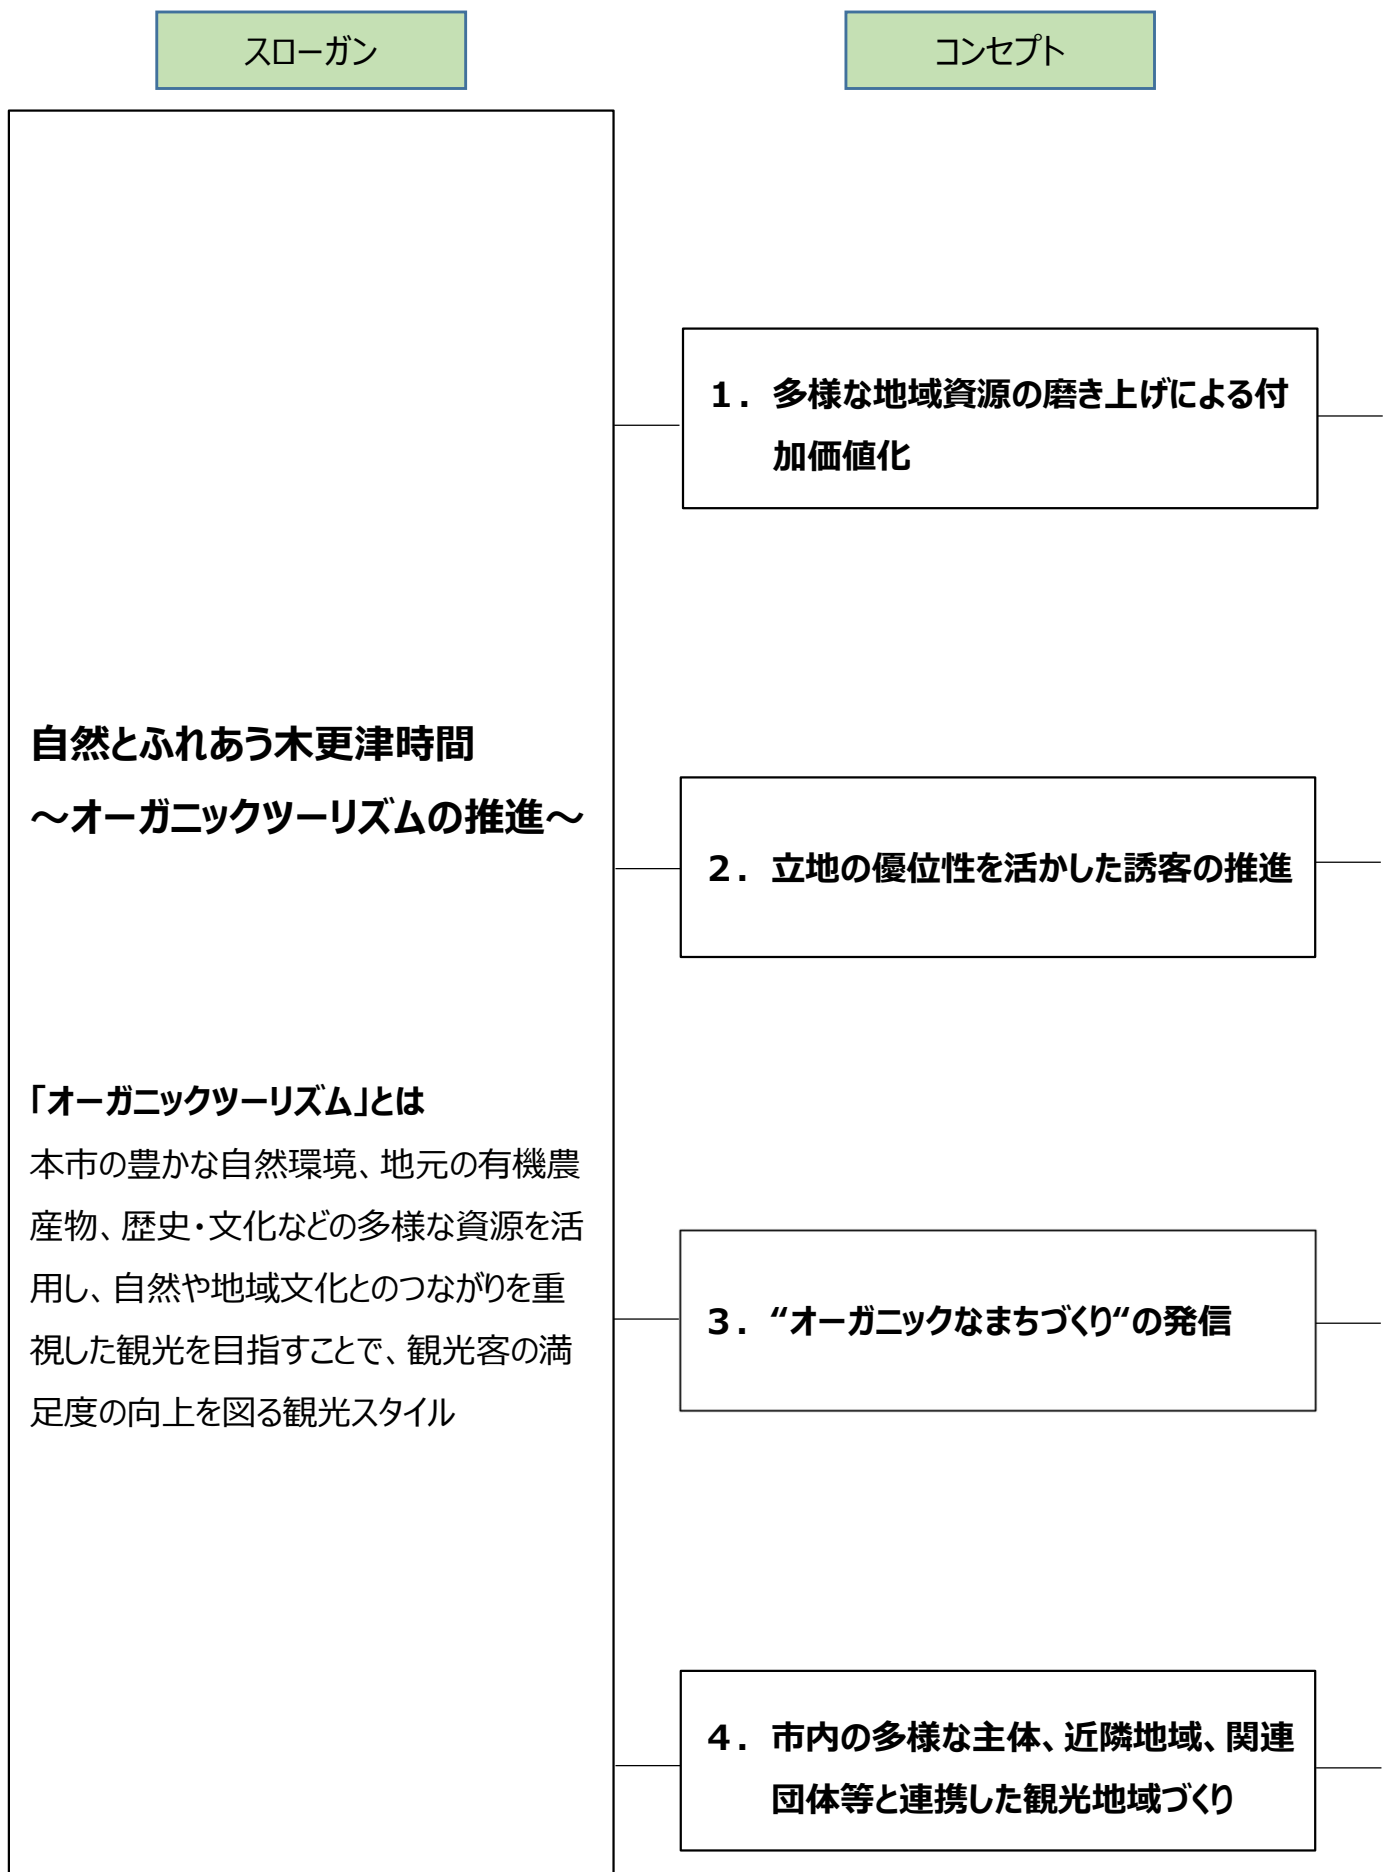 スローガン
コンセプト
自然とふれあう木更津時間
～オーガニックツーリズムの推進～
「オーガニックツーリズム」とは
本市の豊かな自然環境、地元の有機農
産物、歴史・文化などの多様な資源を活
用し、自然や地域文化とのつながりを重
視した観光を目指すことで、観光客の満
足度の向上を図る観光スタイル
１．多様な地域資源の磨き上げによる付
加価値化
２．立地の優位性を活かした誘客の推進
３．“オーガニックなまちづくり“の発信
４．市内の多様な主体、近隣地域、関連
団体等と連携した観光地域づくり